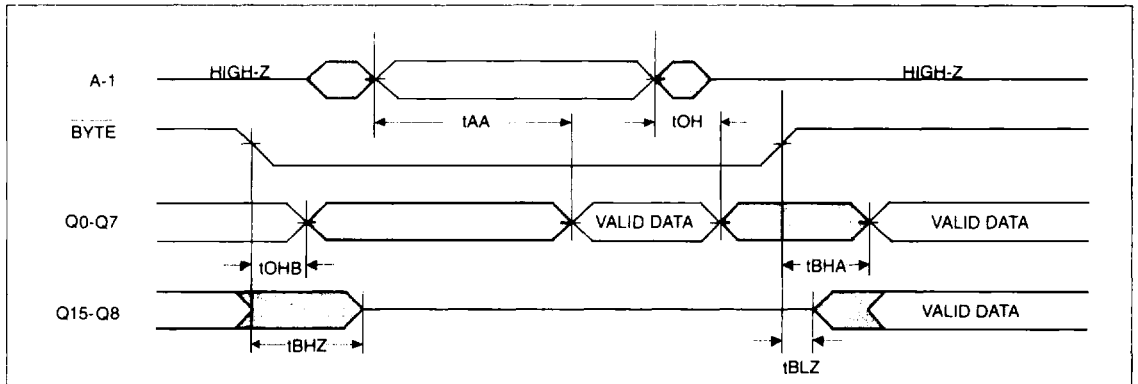 A-1
HIGH-Z
HIGH-Z
tAA
tOH
BYTE
Q0-Q7
VALID DATA
VALID DATA
tOHB
tBHA
Q15-Q8
VALID DATA
tBHZ
tBLZ